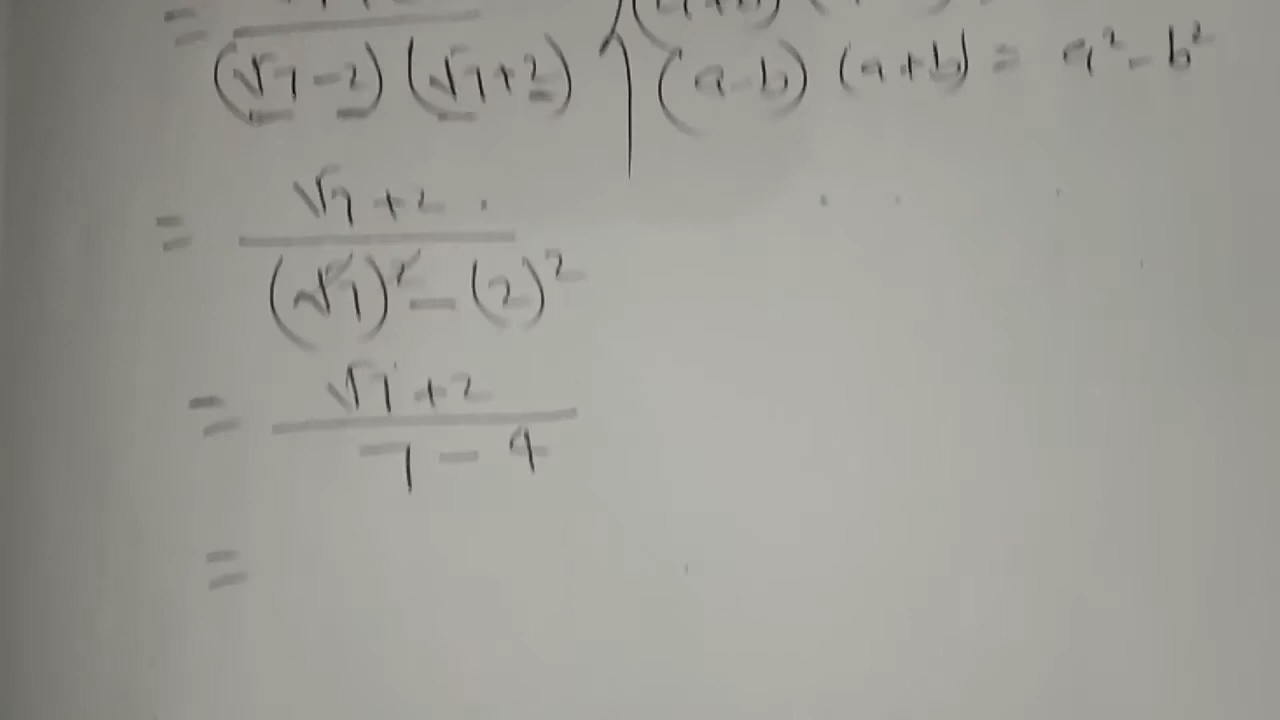 =
(√7 - 2) (√7 + 2)
(a - b) (a + b) = a² - b²
= √7 + 2
(√7)² - (2)²
= √7 + 2
7 - 4
=